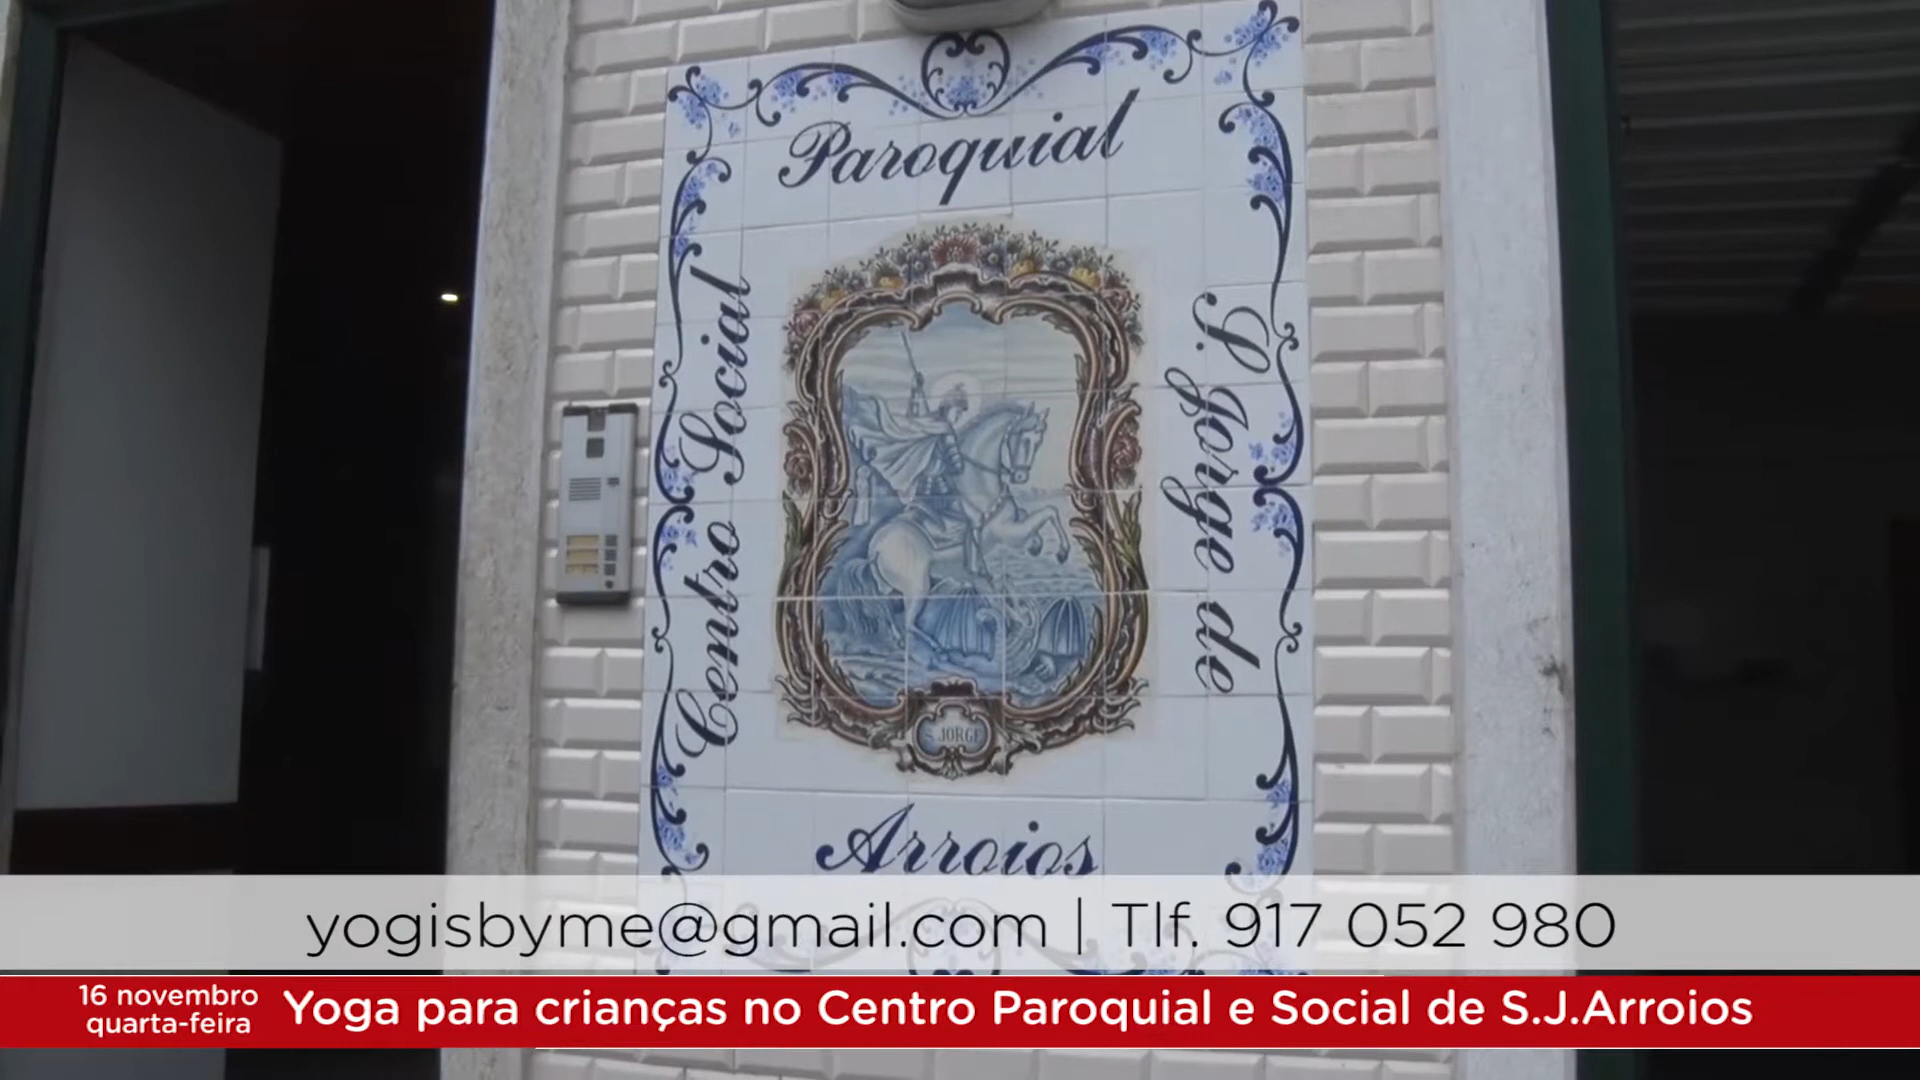 Centro Social
Paroquial
S. Jorge de
Arroios
S. JORGE
yogisbyme@gmail.com | Tlf. 917 052 980
16 novembro
quarta-feira
Yoga para crianças no Centro Paroquial e Social de S.J.Arroios